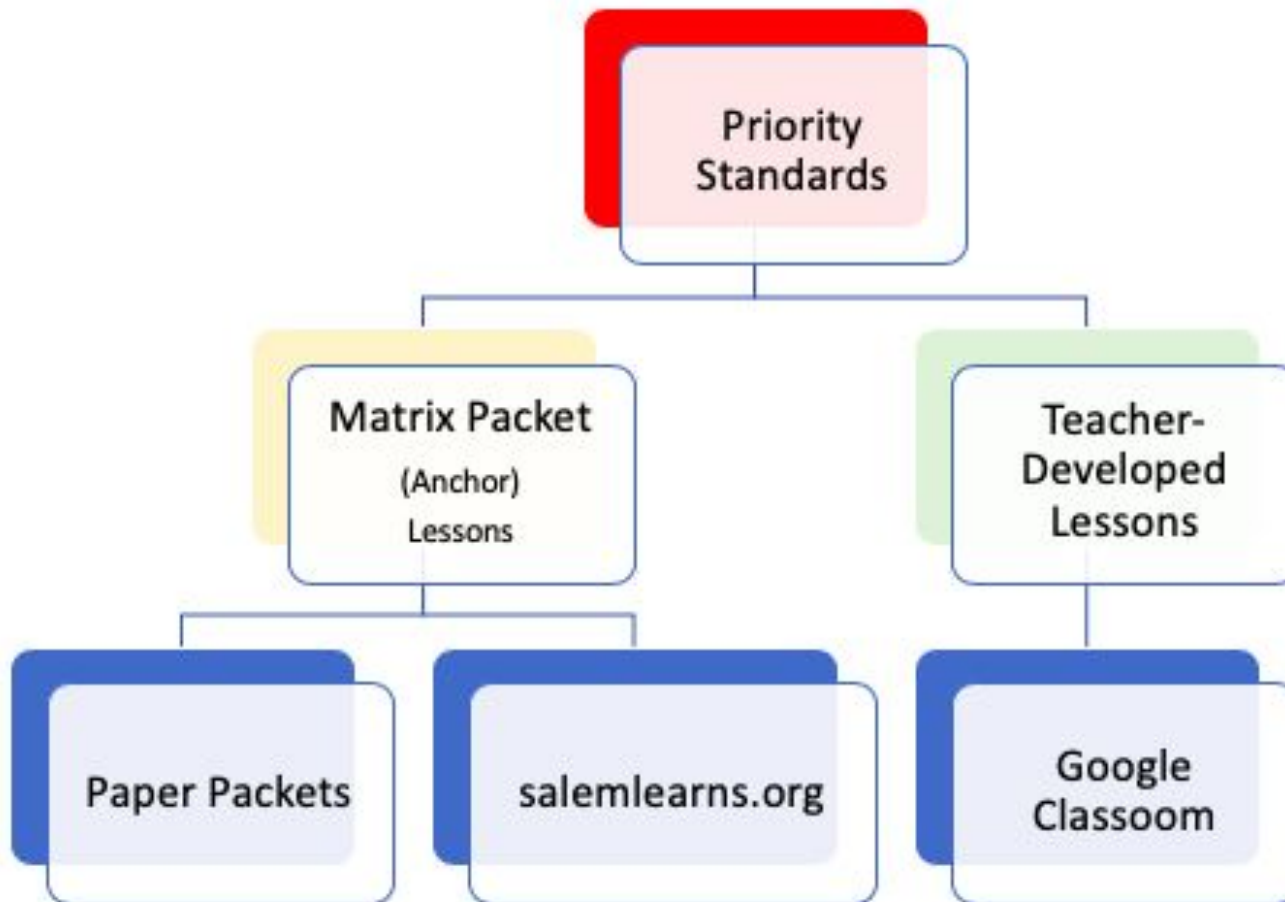 Priority
Standards
Matrix Packet
(Anchor)
Lessons
Teacher-
Developed
Lessons
Paper Packets
salemlearns.org
Google
Classoom